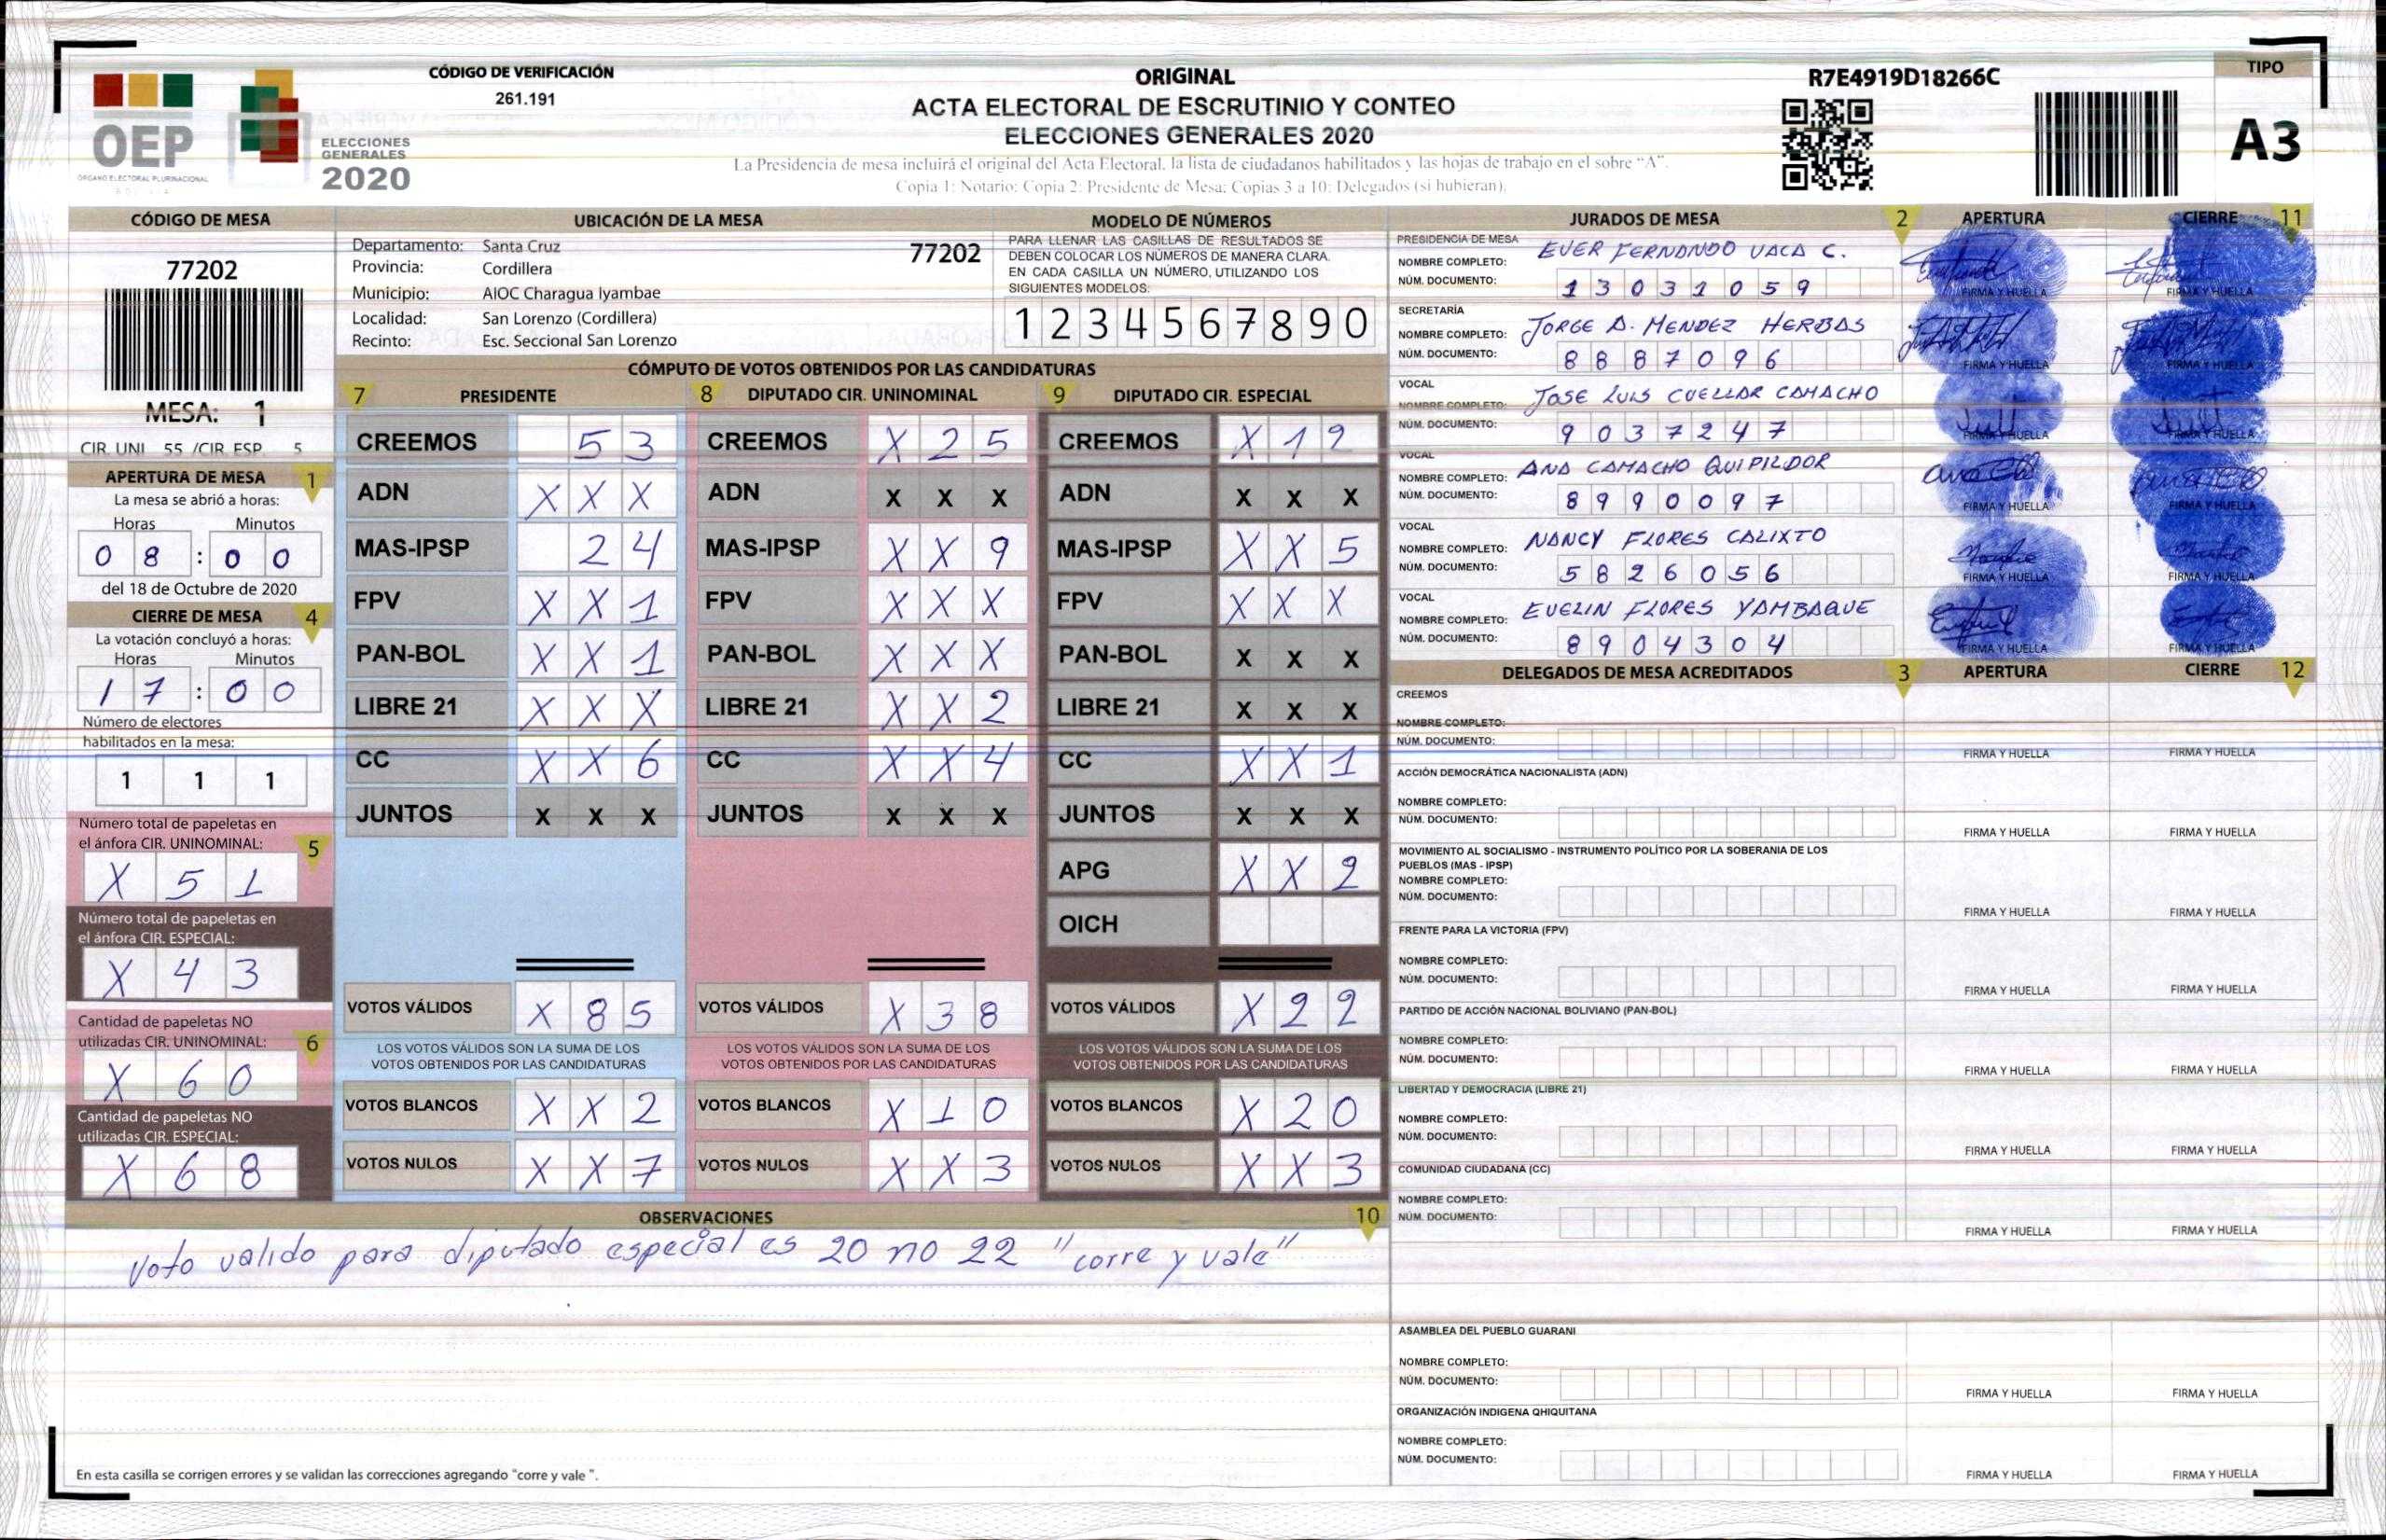 CÓDIGO DE VERIFICACIÓN
261.191
OEP
ÓRGANO ELECTORAL PLURINACIONAL
BOLIVIA
ELECCIONES
GENERALES
2020
ORIGINAL
ACTA ELECTORAL DE ESCRUTINIO Y CONTEO
ELECCIONES GENERALES 2020
La Presidencia de mesa incluirá el original del Acta Electoral, la lista de ciudadanos habilitados y las hojas de trabajo en el sobre "A".
Copia 1: Notario; Copia 2: Presidente de Mesa; Copias 3 a 10: Delegados (si hubieran).
R7E4919D18266C
TIPO
A3
CÓDIGO DE MESA
77202
MESA: 1
CIR. UNI. 55 /CIR. ESP. 5
APERTURA DE MESA 1
La mesa se abrió a horas:
Horas Minutos
0 8 : 0 0
del 18 de Octubre de 2020
CIERRE DE MESA 4
La votación concluyó a horas:
Horas Minutos
1 7 : 0 0
Número de electores
habilitados en la mesa:
1 1 1
Número total de papeletas en
el ánfora CIR. UNINOMINAL: 5
X 5 1
Número total de papeletas en
el ánfora CIR. ESPECIAL:
X 4 3
Cantidad de papeletas NO
utilizadas CIR. UNINOMINAL: 6
X 6 0
Cantidad de papeletas NO
utilizadas CIR. ESPECIAL:
X 6 8
UBICACIÓN DE LA MESA
Departamento: Santa Cruz 77202
Provincia: Cordillera
Municipio: AIOC Charagua Iyambae
Localidad: San Lorenzo (Cordillera)
Recinto: Esc. Seccional San Lorenzo
MODELO DE NÚMEROS
PARA LLENAR LAS CASILLAS DE RESULTADOS SE
DEBEN COLOCAR LOS NÚMEROS DE MANERA CLARA.
EN CADA CASILLA UN NÚMERO, UTILIZANDO LOS
SIGUIENTES MODELOS:
1 2 3 4 5 6 7 8 9 0
CÓMPUTO DE VOTOS OBTENIDOS POR LAS CANDIDATURAS
7 PRESIDENTE
CREEMOS 5 3
ADN X X X
MAS-IPSP 2 4
FPV X X 1
PAN-BOL X X 1
LIBRE 21 X X X
CC X X 6
JUNTOS X X X
VOTOS VÁLIDOS X 8 5
LOS VOTOS VÁLIDOS SON LA SUMA DE LOS
VOTOS OBTENIDOS POR LAS CANDIDATURAS
VOTOS BLANCOS X X 2
VOTOS NULOS X X 7
8 DIPUTADO CIR. UNINOMINAL
CREEMOS X 2 5
ADN X X X
MAS-IPSP X X 9
FPV X X X
PAN-BOL X X X
LIBRE 21 X X 2
CC X X 4
JUNTOS X X X
VOTOS VÁLIDOS X 3 8
LOS VOTOS VÁLIDOS SON LA SUMA DE LOS
VOTOS OBTENIDOS POR LAS CANDIDATURAS
VOTOS BLANCOS X 1 0
VOTOS NULOS X X 3
9 DIPUTADO CIR. ESPECIAL
CREEMOS X 1 2
ADN X X X
MAS-IPSP X X 5
FPV X X X
PAN-BOL X X X
LIBRE 21 X X X
CC X X 1
JUNTOS X X X
APG X X 2
OICH
VOTOS VÁLIDOS X 2 2
LOS VOTOS VÁLIDOS SON LA SUMA DE LOS
VOTOS OBTENIDOS POR LAS CANDIDATURAS
VOTOS BLANCOS X 2 0
VOTOS NULOS X X 3
OBSERVACIONES 10
Voto valido para diputado especial es 20 no 22 "corre y vale"
En esta casilla se corrigen errores y se validan las correcciones agregando "corre y vale ".
JURADOS DE MESA 2 APERTURA CIERRE 11
PRESIDENCIA DE MESA
NOMBRE COMPLETO: EVER FERNANDO VACA C.
NÚM. DOCUMENTO: 1 3 0 3 1 0 5 9
FIRMA Y HUELLA FIRMA Y HUELLA
SECRETARÍA
NOMBRE COMPLETO: JORGE A. MENDEZ HERBAS
NÚM. DOCUMENTO: 8 8 8 7 0 9 6
FIRMA Y HUELLA FIRMA Y HUELLA
VOCAL
NOMBRE COMPLETO: JOSE LUIS CUELLAR CAMACHO
NÚM. DOCUMENTO: 9 0 3 7 2 4 7
FIRMA Y HUELLA FIRMA Y HUELLA
VOCAL
NOMBRE COMPLETO: ANA CAMACHO QUIPILDOR
NÚM. DOCUMENTO: 8 9 9 0 0 9 7
FIRMA Y HUELLA FIRMA Y HUELLA
VOCAL
NOMBRE COMPLETO: NANCY FLORES CALIXTO
NÚM. DOCUMENTO: 5 8 2 6 0 5 6
FIRMA Y HUELLA FIRMA Y HUELLA
VOCAL
NOMBRE COMPLETO: EVELIN FLORES YAMBAQUE
NÚM. DOCUMENTO: 8 9 0 4 3 0 4
FIRMA Y HUELLA FIRMA Y HUELLA
DELEGADOS DE MESA ACREDITADOS 3 APERTURA CIERRE 12
CREEMOS
NOMBRE COMPLETO:
NÚM. DOCUMENTO:
FIRMA Y HUELLA FIRMA Y HUELLA
ACCIÓN DEMOCRÁTICA NACIONALISTA (ADN)
NOMBRE COMPLETO:
NÚM. DOCUMENTO:
FIRMA Y HUELLA FIRMA Y HUELLA
MOVIMIENTO AL SOCIALISMO - INSTRUMENTO POLÍTICO POR LA SOBERANIA DE LOS
PUEBLOS (MAS - IPSP)
NOMBRE COMPLETO:
NÚM. DOCUMENTO:
FIRMA Y HUELLA FIRMA Y HUELLA
FRENTE PARA LA VICTORIA (FPV)
NOMBRE COMPLETO:
NÚM. DOCUMENTO:
FIRMA Y HUELLA FIRMA Y HUELLA
PARTIDO DE ACCIÓN NACIONAL BOLIVIANO (PAN-BOL)
NOMBRE COMPLETO:
NÚM. DOCUMENTO:
FIRMA Y HUELLA FIRMA Y HUELLA
LIBERTAD Y DEMOCRACIA (LIBRE 21)
NOMBRE COMPLETO:
NÚM. DOCUMENTO:
FIRMA Y HUELLA FIRMA Y HUELLA
COMUNIDAD CIUDADANA (CC)
NOMBRE COMPLETO:
NÚM. DOCUMENTO:
FIRMA Y HUELLA FIRMA Y HUELLA
ASAMBLEA DEL PUEBLO GUARANI
NOMBRE COMPLETO:
NÚM. DOCUMENTO:
FIRMA Y HUELLA FIRMA Y HUELLA
ORGANIZACIÓN INDIGENA QHIQUITANA
NOMBRE COMPLETO:
NÚM. DOCUMENTO:
FIRMA Y HUELLA FIRMA Y HUELLA